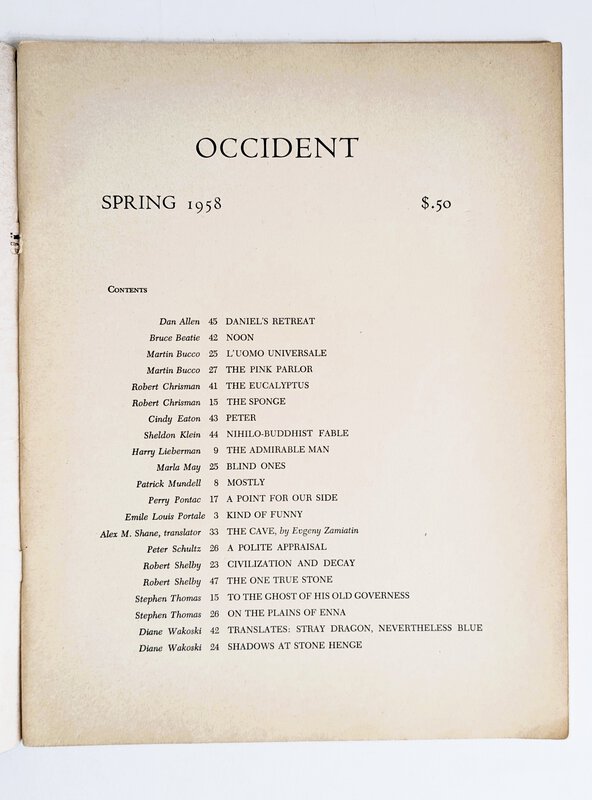 OCCIDENT
SPRING 1958 $.50
CONTENTS
Dan Allen 45 DANIEL'S RETREAT
Bruce Beatie 42 NOON
Martin Bucco 25 L'UOMO UNIVERSALE
Martin Bucco 27 THE PINK PARLOR
Robert Chrisman 41 THE EUCALYPTUS
Robert Chrisman 15 THE SPONGE
Cindy Eaton 43 PETER
Sheldon Klein 44 NIHILO-BUDDHIST FABLE
Harry Lieberman 9 THE ADMIRABLE MAN
Marla May 25 BLIND ONES
Patrick Mundell 8 MOSTLY
Perry Pontac 17 A POINT FOR OUR SIDE
Emile Louis Portale 3 KIND OF FUNNY
Alex M. Shane, translator 33 THE CAVE, by Evgeny Zamiatin
Peter Schultz 26 A POLITE APPRAISAL
Robert Shelby 23 CIVILIZATION AND DECAY
Robert Shelby 47 THE ONE TRUE STONE
Stephen Thomas 15 TO THE GHOST OF HIS OLD GOVERNESS
Stephen Thomas 26 ON THE PLAINS OF ENNA
Diane Wakoski 42 TRANSLATES: STRAY DRAGON, NEVERTHELESS BLUE
Diane Wakoski 24 SHADOWS AT STONE HENGE